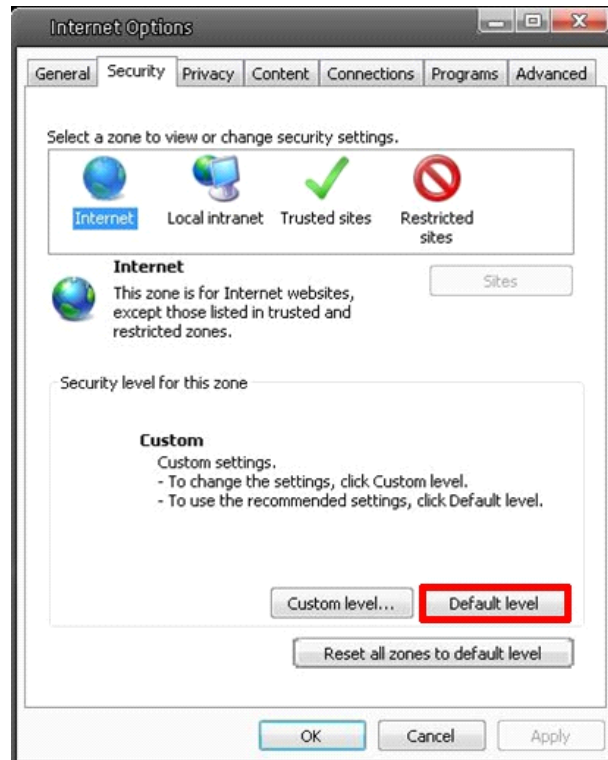 Internet Options
General Security Privacy Content Connections Programs Advanced
Select a zone to view or change security settings.
Internet Local intranet Trusted sites Restricted sites
Internet
Sites
This zone is for Internet websites,
except those listed in trusted and
restricted zones.
Security level for this zone
Custom
Custom settings.
- To change the settings, click Custom level.
- To use the recommended settings, click Default level.
Custom level... Default level
Reset all zones to default level
OK Cancel Apply